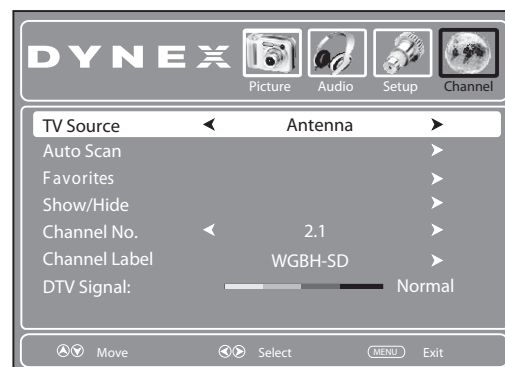 DYNEX
Picture Audio Setup Channel
TV Source Antenna
Auto Scan
Favorites
Show/Hide
Channel No. 2.1
Channel Label WGBH-SD
DTV Signal: Normal
Move Select MENU Exit